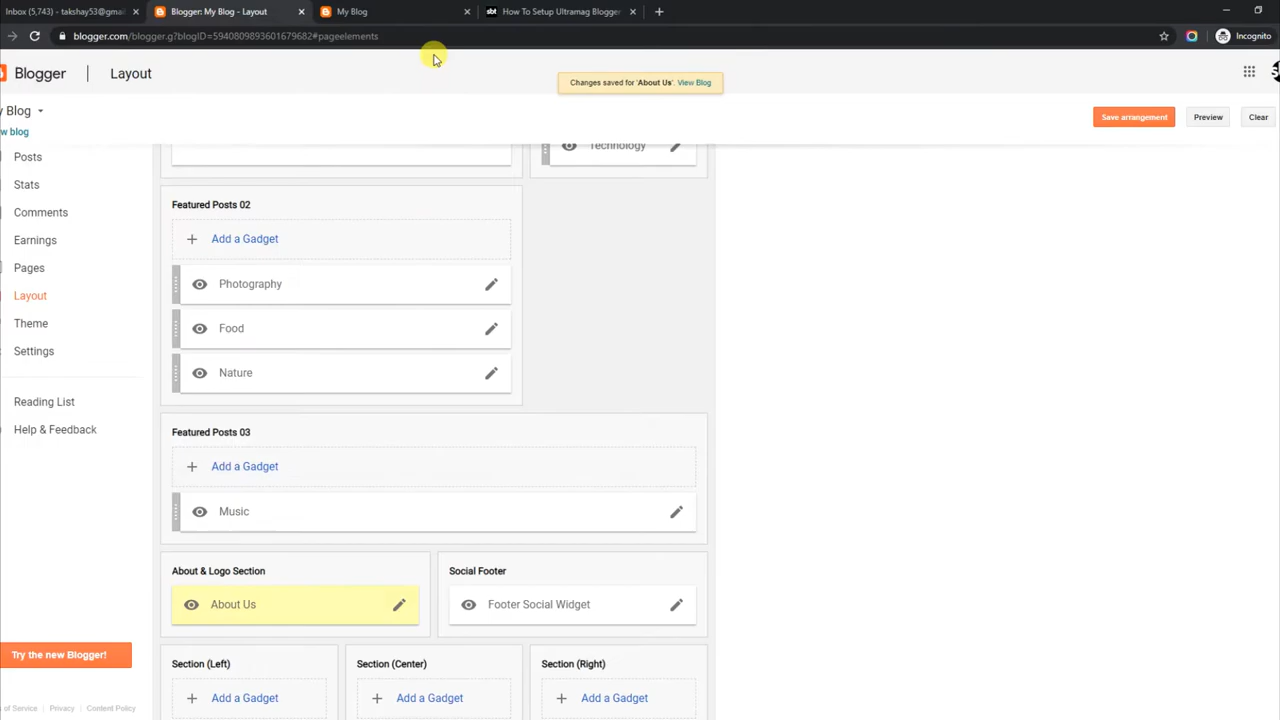 Inbox (5,743) - takshay53@gmail
Blogger: My Blog - Layout
My Blog
sbt How To Setup Ultramag Blogger
blogger.com/blogger.g?blogID=5940809893601679682#pageelements
Incognito
Blogger
Layout
Changes saved for 'About Us'. View Blog
y Blog
w blog
Save arrangement
Preview
Clear
Posts
Stats
Comments
Earnings
Pages
Layout
Theme
Settings
Reading List
Help & Feedback
Try the new Blogger!
s of Service | Privacy | Content Policy
Technology
Featured Posts 02
Add a Gadget
Photography
Food
Nature
Featured Posts 03
Add a Gadget
Music
About & Logo Section
About Us
Social Footer
Footer Social Widget
Section (Left)
Add a Gadget
Section (Center)
Add a Gadget
Section (Right)
Add a Gadget